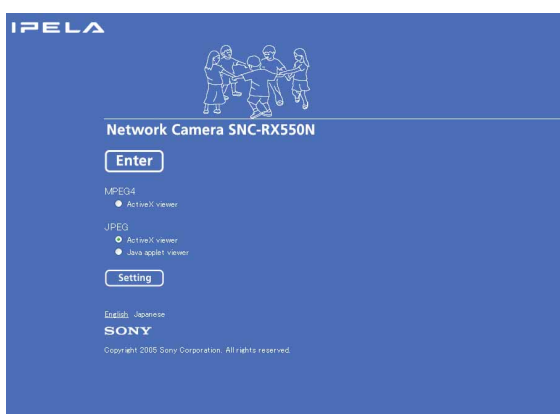 IPELA
Network Camera SNC-RX550N
Enter
MPEG4
ActiveX viewer
JPEG
ActiveX viewer
Java applet viewer
Setting
English Japanese
SONY
Copyright 2005 Sony Corporation. All rights reserved.